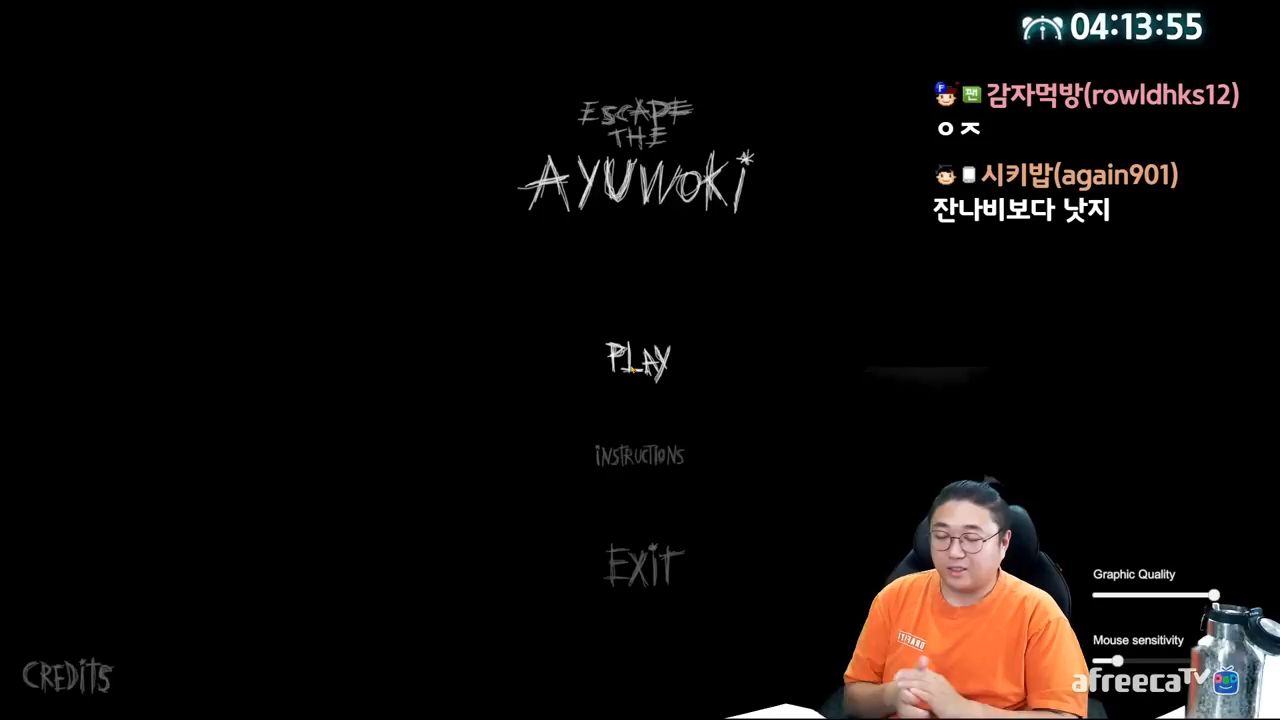 04:13:55
ESCAPE
THE
AYUWOKi*
감자먹방(rowldhks12)
ㅇㅈ
시키밥(again901)
잔나비보다 낫지
PLAY
iNSTRUCTIONS
EXiT
Graphic Quality
Mouse sensitivity
CREDiTS
afreecaTV